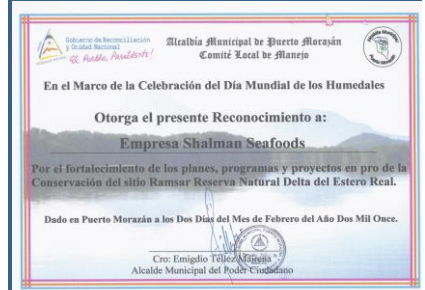 Gobierno de Reconciliación
y Unidad Nacional
El Pueblo, Presidente!
Alcaldía Municipal de Puerto Morazán
Comité Local de Manejo
En el Marco de la Celebración del Día Mundial de los Humedales
Otorga el presente Reconocimiento a:
Empresa Shalman Seafoods
Por el fortalecimiento de los planes, programas y proyectos en pro de la
Conservación del sitio Ramsar Reserva Natural Delta del Estero Real.
Dado en Puerto Morazán a los Dos Días del Mes de Febrero del Año Dos Mil Once.
Cro: Emigdio Téllez
Alcalde Municipal del Poder Ciudadano